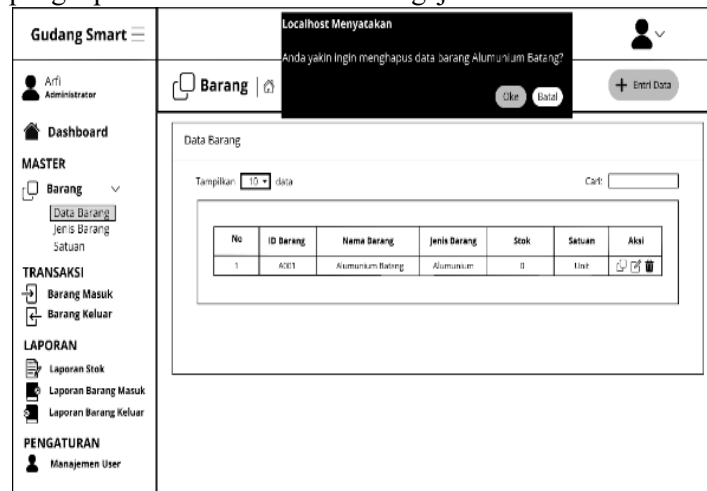 Gudang Smart
Localhost Menyatakan
Anda yakin ingin menghapus data barang Alumunium Batang?
Oke Batal
Arfi
Administrator
Barang
+ Entri Data
Dashboard
MASTER
Barang
Data Barang
Jenis Barang
Satuan
TRANSAKSI
Barang Masuk
Barang Keluar
LAPORAN
Laporan Stok
Laporan Barang Masuk
Laporan Barang Keluar
PENGATURAN
Manajemen User
Data Barang
Tampilkan 10 data
Cari:
No ID Barang Nama Barang Jenis Barang Stok Satuan Aksi
1 A001 Alumunium Batang Alumunium 0 Unit